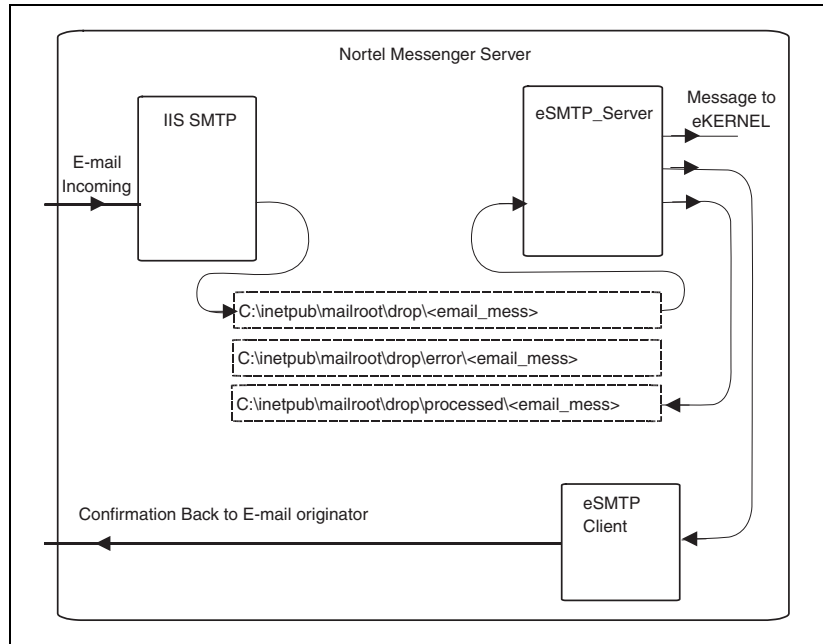 Nortel Messenger Server
IIS SMTP
eSMTP_Server
Message to
eKERNEL
E-mail
Incoming
C:\inetpub\mailroot\drop\<email_mess>
C:\inetpub\mailroot\drop\error\<email_mess>
C:\inetpub\mailroot\drop\processed\<email_mess>
Confirmation Back to E-mail originator
eSMTP
Client